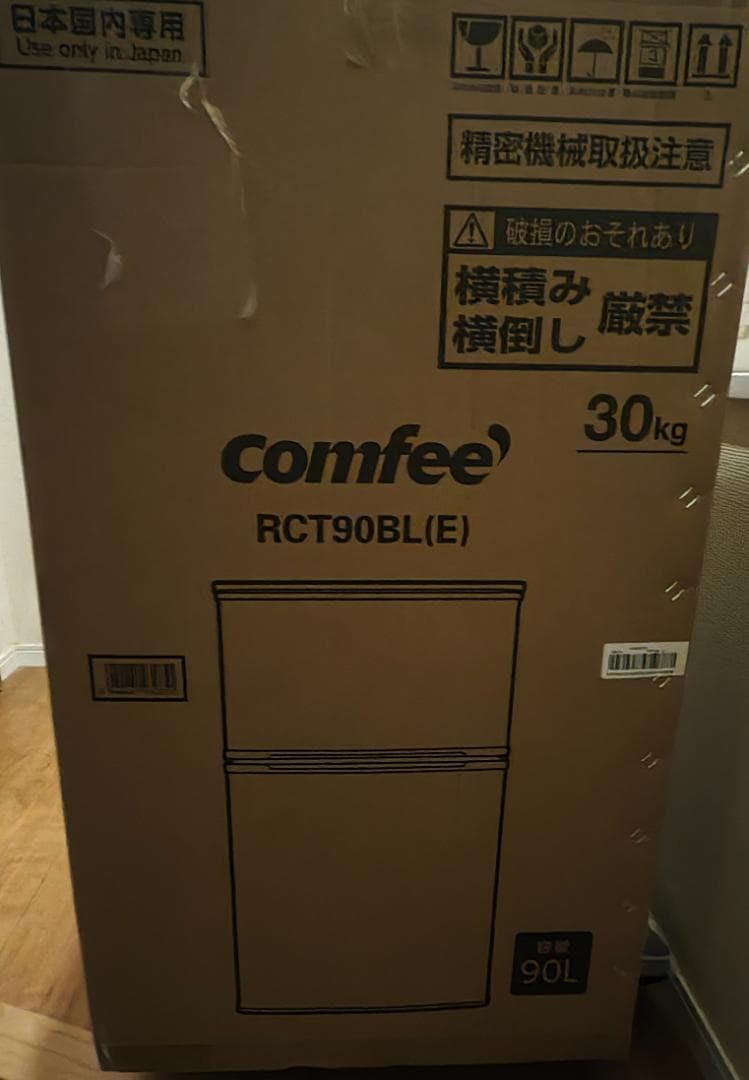 日本国内専用
Use only in Japan
精密機械取扱注意
破損のおそれあり
横積み
横倒し
厳禁
30kg
comfee'
RCT90BL(E)
容量
90L